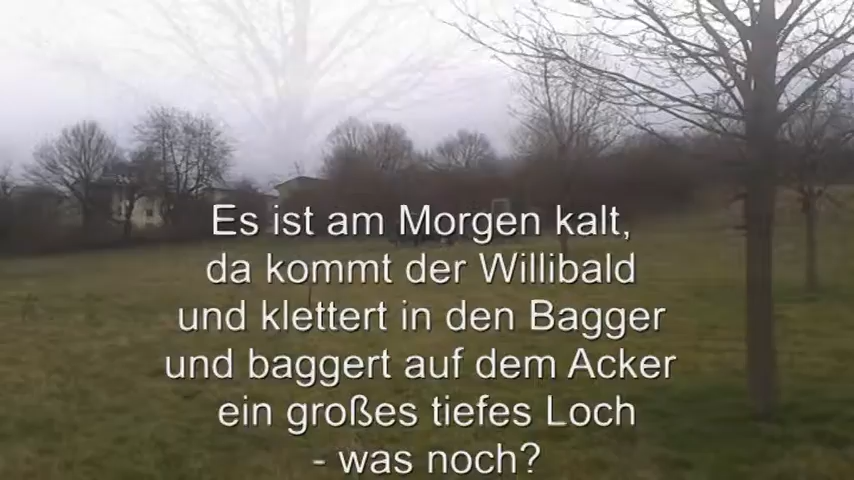 Es ist am Morgen kalt,
da kommt der Willibald
und klettert in den Bagger
und baggert auf dem Acker
ein großes tiefes Loch
- was noch?